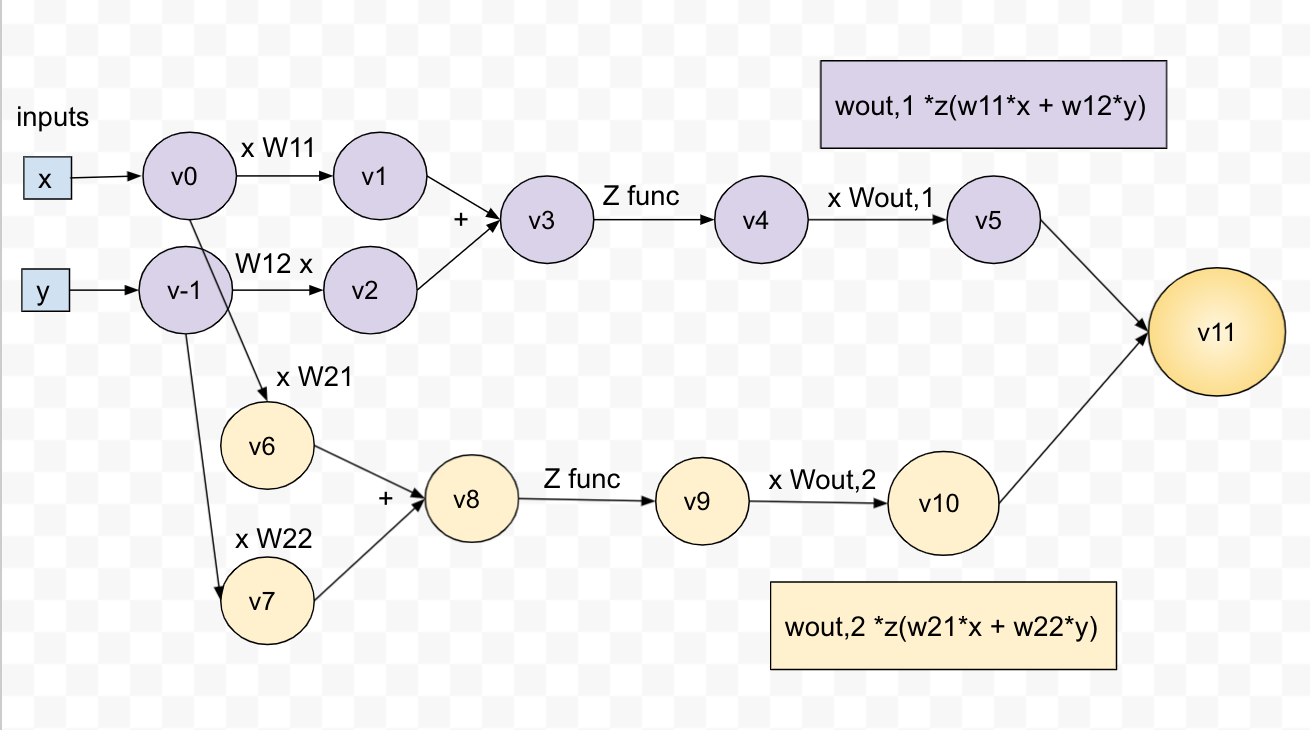 wout,1 *z(w11*x + w12*y)
inputs
x
v0
x W11
v1
+
v3
Z func
v4
x Wout,1
v5
y
v-1
W12 x
v2
v11
x W21
v6
+
v8
Z func
v9
x Wout,2
v10
x W22
v7
wout,2 *z(w21*x + w22*y)